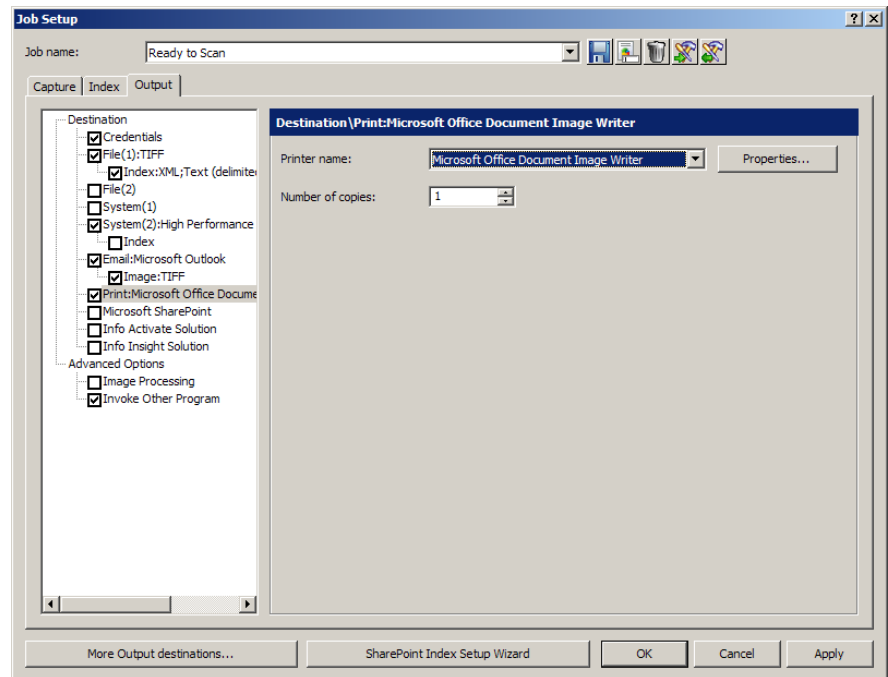 Job Setup
Job name: Ready to Scan
Capture Index Output
Destination
Credentials
File(1):TIFF
Index:XML;Text (delimite
File(2)
System(1)
System(2):High Performance
Index
Email:Microsoft Outlook
Image:TIFF
Print:Microsoft Office Docume
Microsoft SharePoint
Info Activate Solution
Info Insight Solution
Advanced Options
Image Processing
Invoke Other Program
Destination\Print:Microsoft Office Document Image Writer
Printer name: Microsoft Office Document Image Writer Properties...
Number of copies: 1
More Output destinations... SharePoint Index Setup Wizard OK Cancel Apply